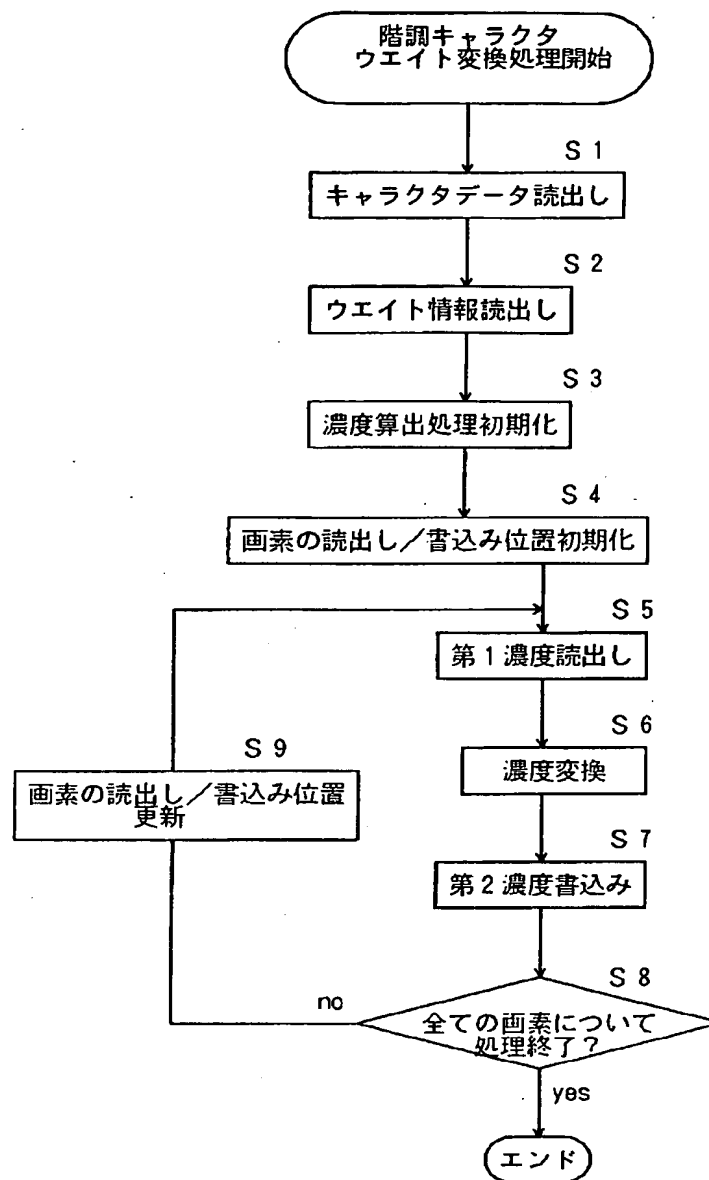 階調キャラクタ
ウエイト変換処理開始
S 1
キャラクタデータ読出し
S 2
ウエイト情報読出し
S 3
濃度算出処理初期化
S 4
画素の読出し／書込み位置初期化
S 5
第1濃度読出し
S 6
濃度変換
S 9
画素の読出し／書込み位置
更新
S 7
第2濃度書込み
S 8
no
全ての画素について
処理終了？
yes
エンド